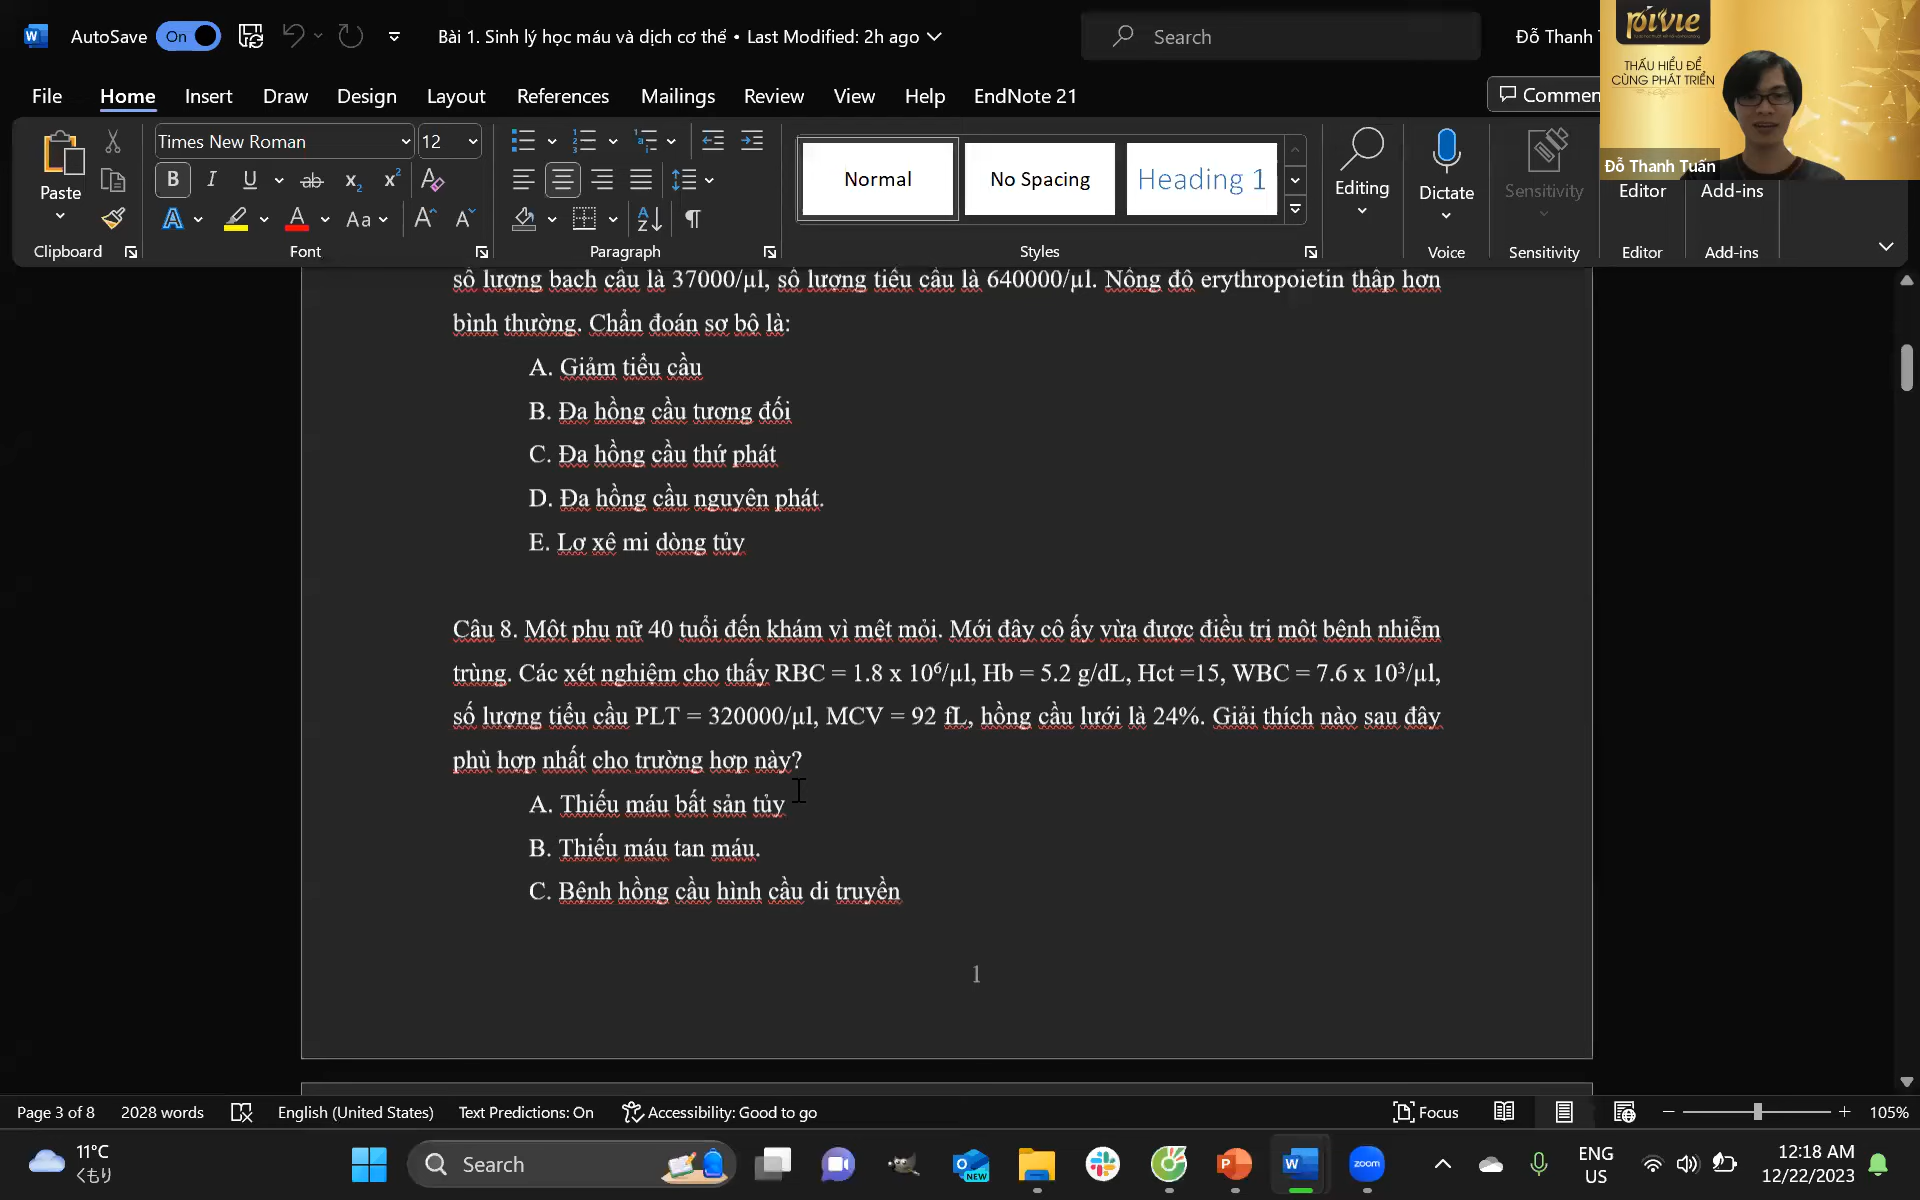 AutoSave On Bài 1. Sinh lý học máu và dịch cơ thể • Last Modified: 2h ago Search Đỗ Thanh
pivie
THẤU HIỂU ĐỂ
CÙNG PHÁT TRIỂN
Đỗ Thanh Tuấn
File Home Insert Draw Design Layout References Mailings Review View Help EndNote 21 Commen
Times New Roman 12
Paste
Normal No Spacing Heading 1
Editing Dictate Sensitivity Editor Add-ins
Clipboard Font Paragraph Styles Voice Sensitivity Editor Add-ins
số lượng bạch cầu là 37000/µl, số lượng tiểu cầu là 640000/µl. Nồng độ erythropoietin thấp hơn
bình thường. Chẩn đoán sơ bộ là:
A. Giảm tiểu cầu
B. Đa hồng cầu tương đối
C. Đa hồng cầu thứ phát
D. Đa hồng cầu nguyên phát.
E. Lơ xê mi dòng tủy
Câu 8. Một phụ nữ 40 tuổi đến khám vì mệt mỏi. Mới đây cô ấy vừa được điều trị một bệnh nhiễm
trùng. Các xét nghiệm cho thấy RBC = 1.8 x 10⁶/µl, Hb = 5.2 g/dL, Hct =15, WBC = 7.6 x 10³/µl,
số lượng tiểu cầu PLT = 320000/µl, MCV = 92 fL, hồng cầu lưới là 24%. Giải thích nào sau đây
phù hợp nhất cho trường hợp này?
A. Thiếu máu bất sản tủy
B. Thiếu máu tan máu.
C. Bệnh hồng cầu hình cầu di truyền
1
Page 3 of 8 2028 words English (United States) Text Predictions: On Accessibility: Good to go Focus 105%
11°C
くもり
Search
NEW
zoom
ENG
US
12:18 AM
12/22/2023